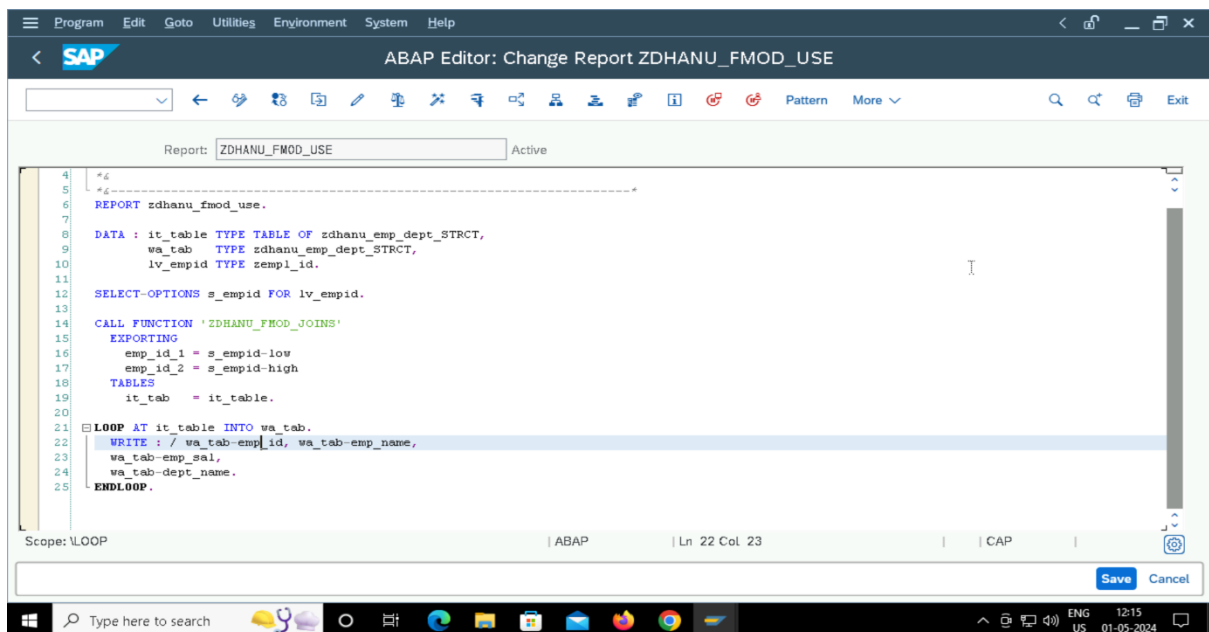 Program Edit Goto Utilities Environment System Help
SAP ABAP Editor: Change Report ZDHANU_FMOD_USE
Pattern More Exit
Report: ZDHANU_FMOD_USE Active
4 *&
5 *&---------------------------------------------------------------------*
6 REPORT zdhanu_fmod_use.
7
8 DATA : it_table TYPE TABLE OF zdhanu_emp_dept_STRCT,
9 wa_tab TYPE zdhanu_emp_dept_STRCT,
10 lv_empid TYPE zempl_id.
11
12 SELECT-OPTIONS s_empid FOR lv_empid.
13
14 CALL FUNCTION 'ZDHANU_FMOD_JOINS'
15 EXPORTING
16 emp_id_1 = s_empid-low
17 emp_id_2 = s_empid-high
18 TABLES
19 it_tab = it_table.
20
21 LOOP AT it_table INTO wa_tab.
22 WRITE : / wa_tab-emp_id, wa_tab-emp_name,
23 wa_tab-emp_sal,
24 wa_tab-dept_name.
25 ENDLOOP.
Scope: \LOOP | ABAP | Ln 22 Col 23 | | CAP |
Save Cancel
Type here to search ENG 12:15
US 01-05-2024